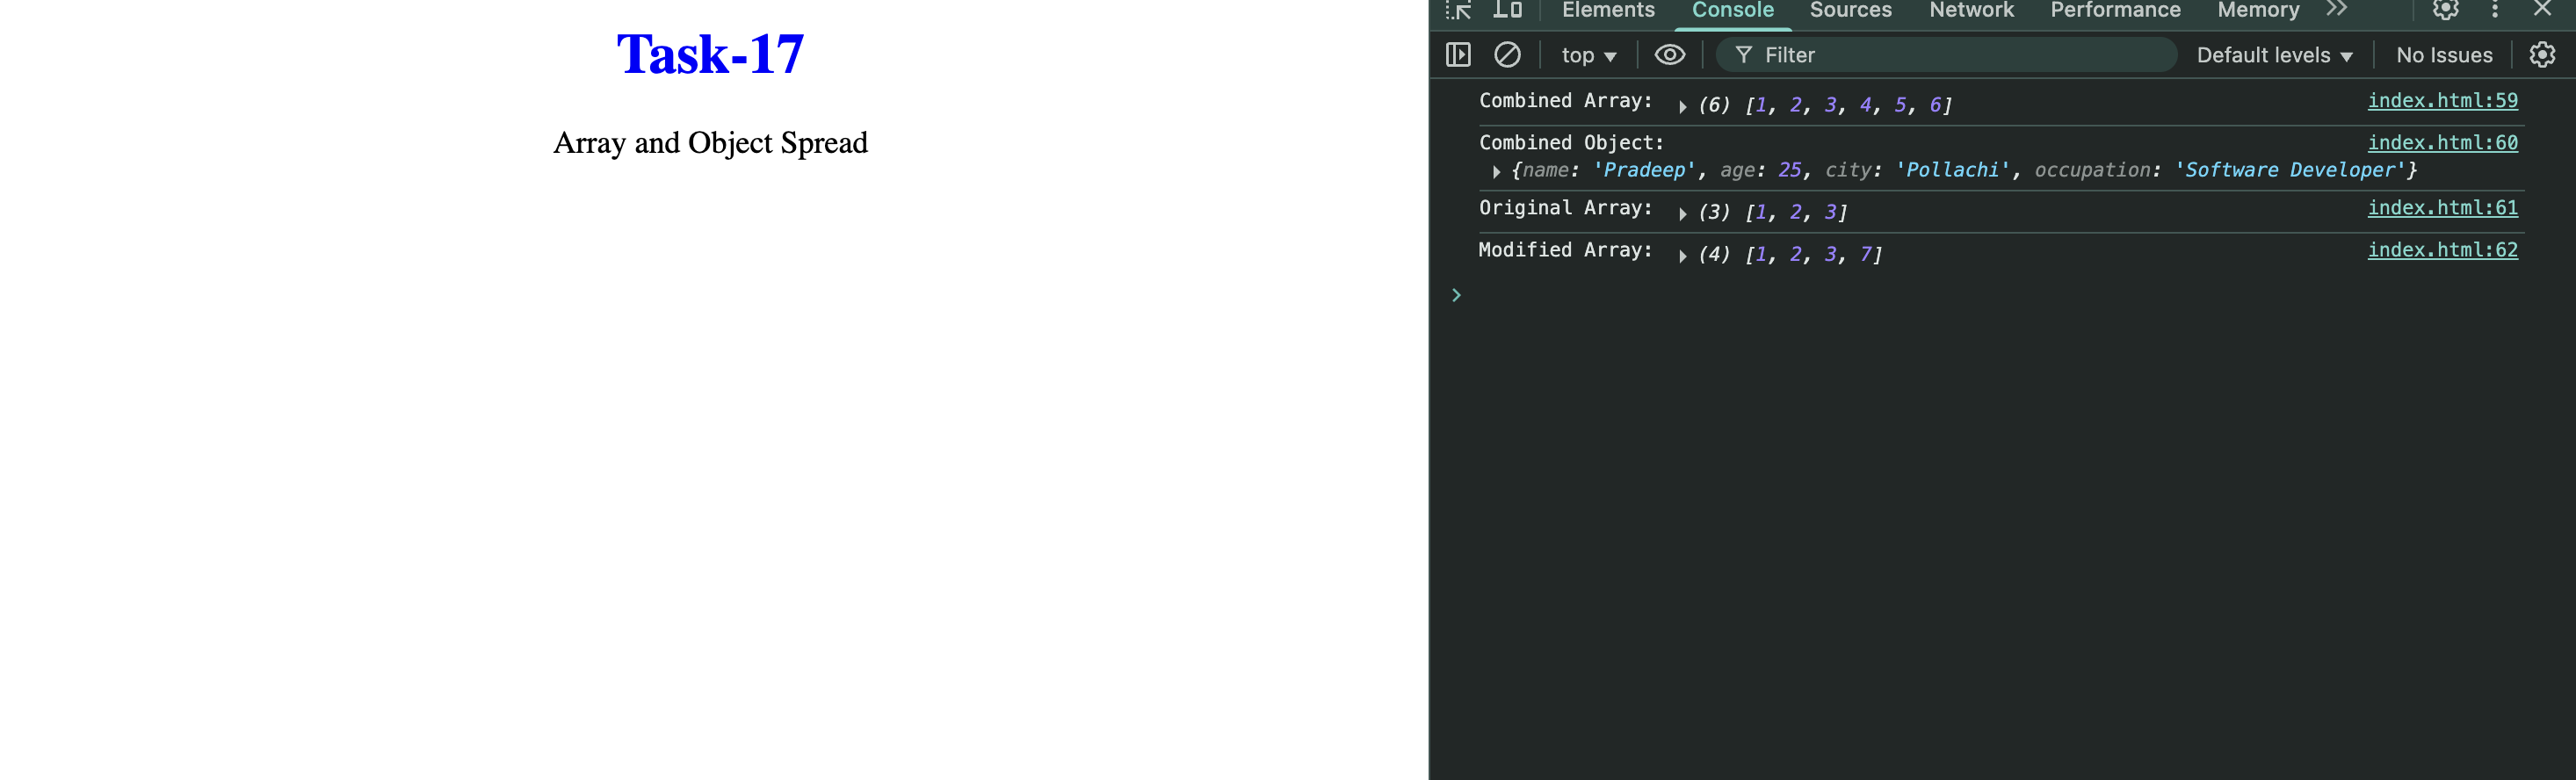 Task-17
Array and Object Spread
Elements Console Sources Network Performance Memory
top Filter Default levels No Issues
Combined Array: (6) [1, 2, 3, 4, 5, 6] index.html:59
Combined Object: index.html:60
{name: 'Pradeep', age: 25, city: 'Pollachi', occupation: 'Software Developer'}
Original Array: (3) [1, 2, 3] index.html:61
Modified Array: (4) [1, 2, 3, 7] index.html:62